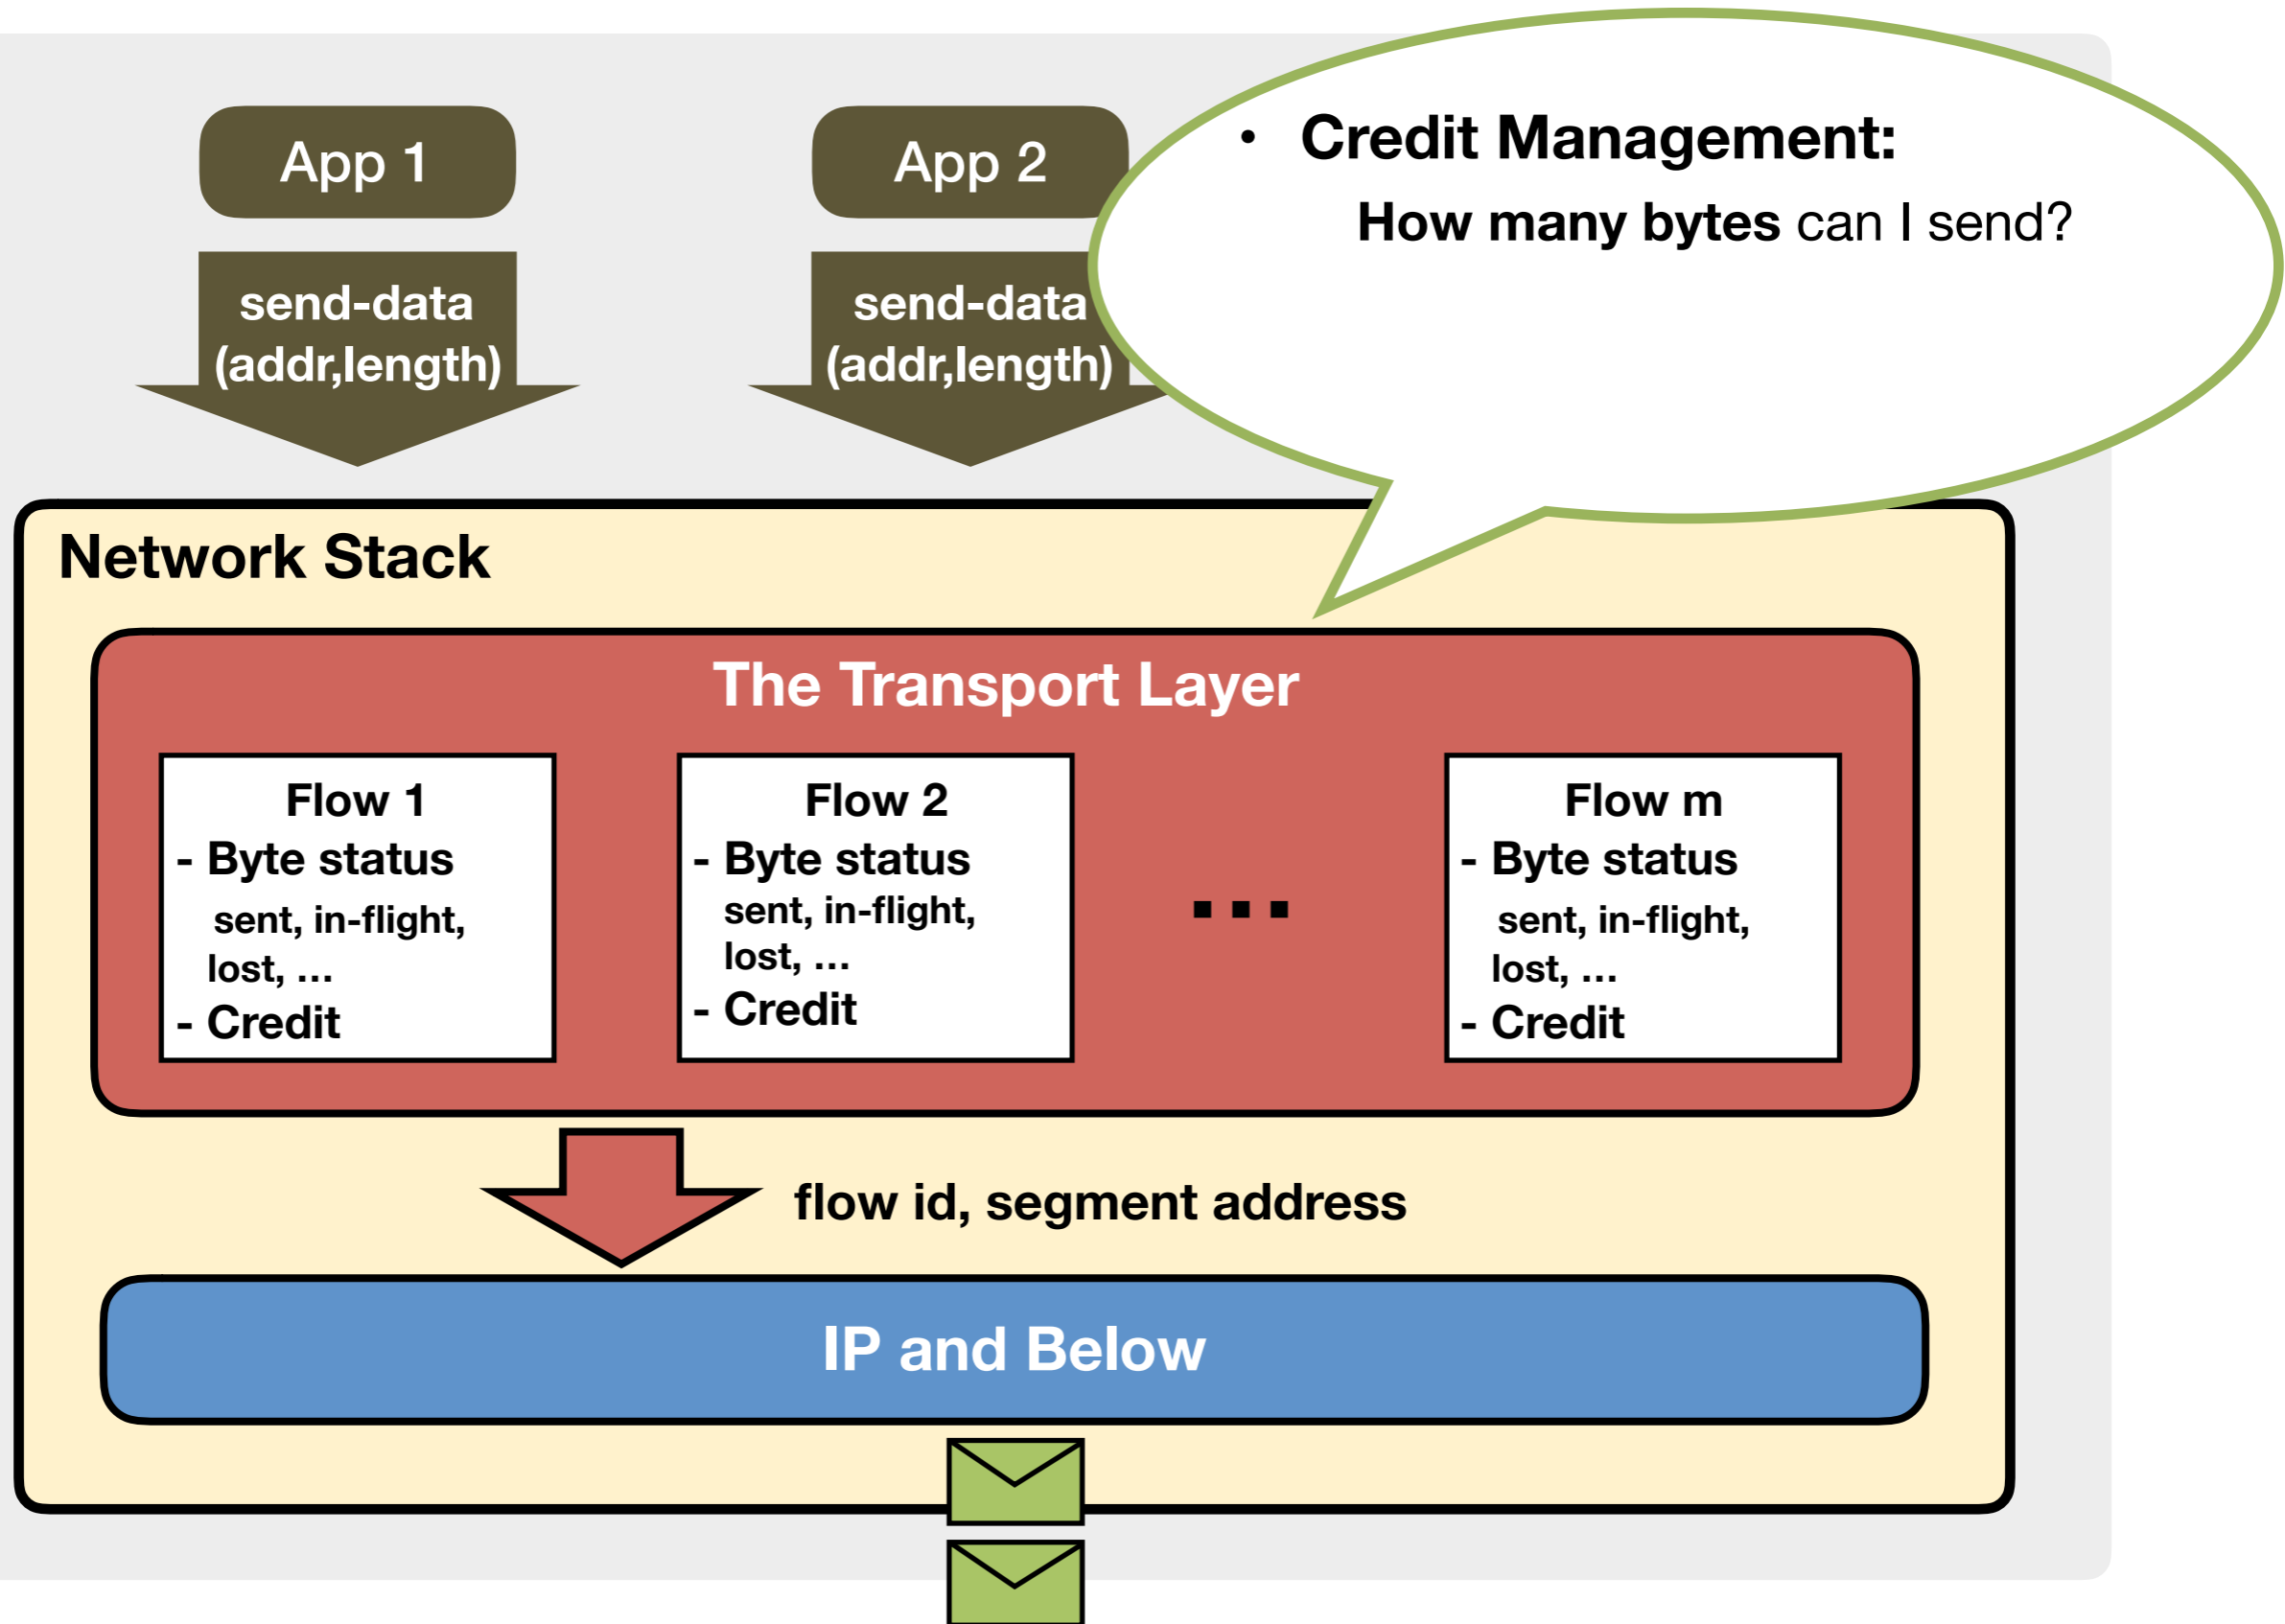 App 1
App 2
• Credit Management:
How many bytes can I send?
send-data
(addr,length)
send-data
(addr,length)
Network Stack
The Transport Layer
Flow 1
- Byte status
sent, in-flight,
lost, ...
- Credit
Flow 2
- Byte status
sent, in-flight,
lost, ...
- Credit
...
Flow m
- Byte status
sent, in-flight,
lost, ...
- Credit
flow id, segment address
IP and Below